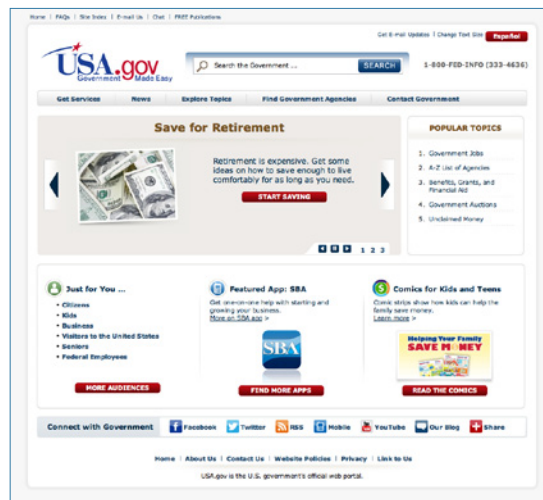 Home | FAQs | Site Index | E-mail Us | Chat | FREE Publications
Get E-mail Updates | Change Text Size Español
USA.gov
Government Made Easy
Search the Government ... SEARCH
1-800-FED-INFO (333-4636)
Get Services News Explore Topics Find Government Agencies Contact Government
Save for Retirement
Retirement is expensive. Get some
ideas on how to save enough to live
comfortably for as long as you need.
START SAVING
1 2 3
POPULAR TOPICS
1. Government Jobs
2. A-Z List of Agencies
3. Benefits, Grants, and
Financial Aid
4. Government Auctions
5. Unclaimed Money
Just for You ...
• Citizens
• Kids
• Business
• Visitors to the United States
• Seniors
• Federal Employees
MORE AUDIENCES
Featured App: SBA
Get one-on-one help with starting and
growing your business.
More on SBA app >
SBA
FIND MORE APPS
Comics for Kids and Teens
Comic strips show how kids can help the
family save money.
Learn more >
Helping Your Family
SAVE MONEY
READ THE COMICS
Connect with Government Facebook Twitter RSS Mobile YouTube Our Blog Share
Home | About Us | Contact Us | Website Policies | Privacy | Link to Us
USA.gov is the U.S. government's official web portal.